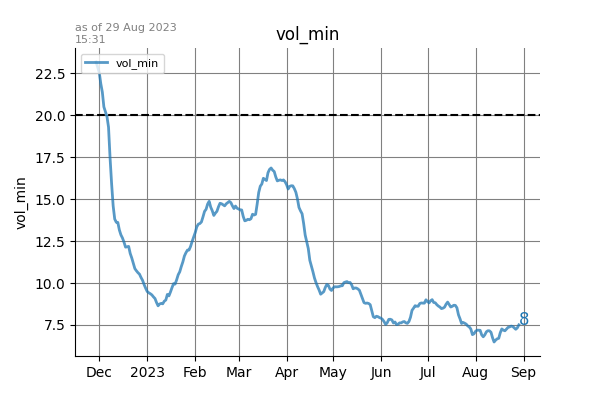 as of 29 Aug 2023
15:31
vol_min
vol_min
22.5
20.0
17.5
15.0
12.5
10.0
7.5
vol_min
8
Dec 2023 Feb Mar Apr May Jun Jul Aug Sep